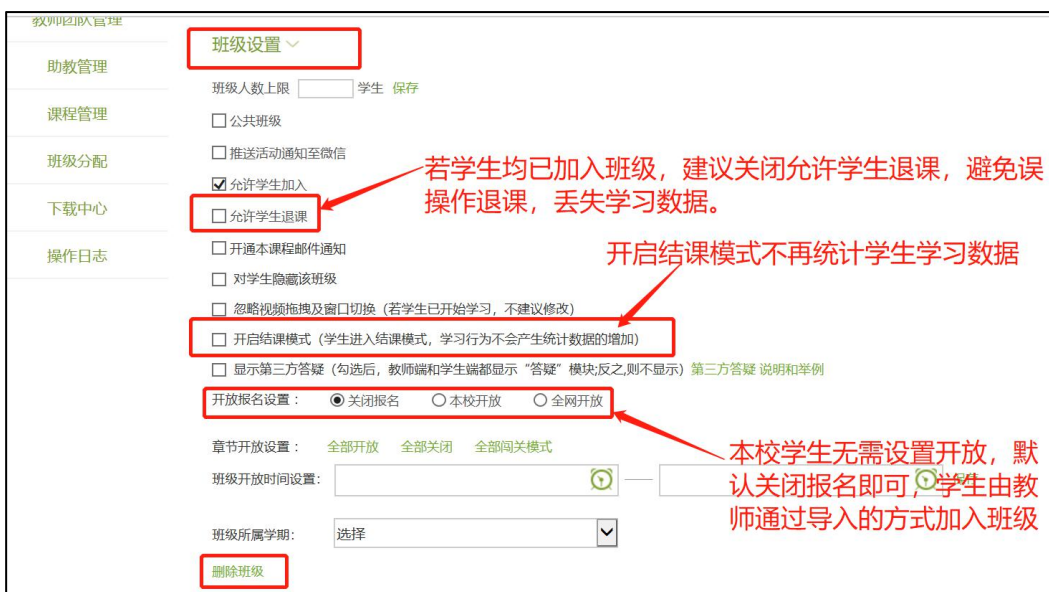 教师团队管理
助教管理
课程管理
班级分配
下载中心
操作日志
班级设置
班级人数上限 学生 保存
公共班级
推送活动通知至微信
允许学生加入
允许学生退课
开通本课程邮件通知
对学生隐藏该班级
忽略视频拖拽及窗口切换（若学生已开始学习，不建议修改）
开启结课模式（学生进入结课模式，学习行为不会产生统计数据的增加）
显示第三方答疑（勾选后，教师端和学生端都显示“答疑”模块;反之,则不显示）第三方答疑 说明和举例
开放报名设置： 关闭报名 本校开放 全网开放
章节开放设置： 全部开放 全部关闭 全部闯关模式
班级开放时间设置： —— 保存
班级所属学期： 选择
删除班级
若学生均已加入班级，建议关闭允许学生退课，避免误
操作退课，丢失学习数据。
开启结课模式不再统计学生学习数据
本校学生无需设置开放，默
认关闭报名即可，学生由教
师通过导入的方式加入班级